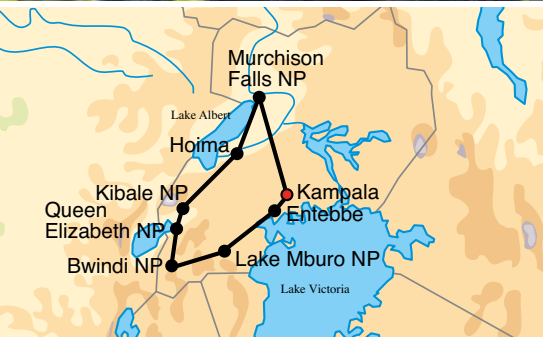 Murchison
Falls NP
Lake Albert
Hoima
Kibale NP
Kampala
Queen
Entebbe
Elizabeth NP
Lake Mburo NP
Bwindi NP
Lake Victoria